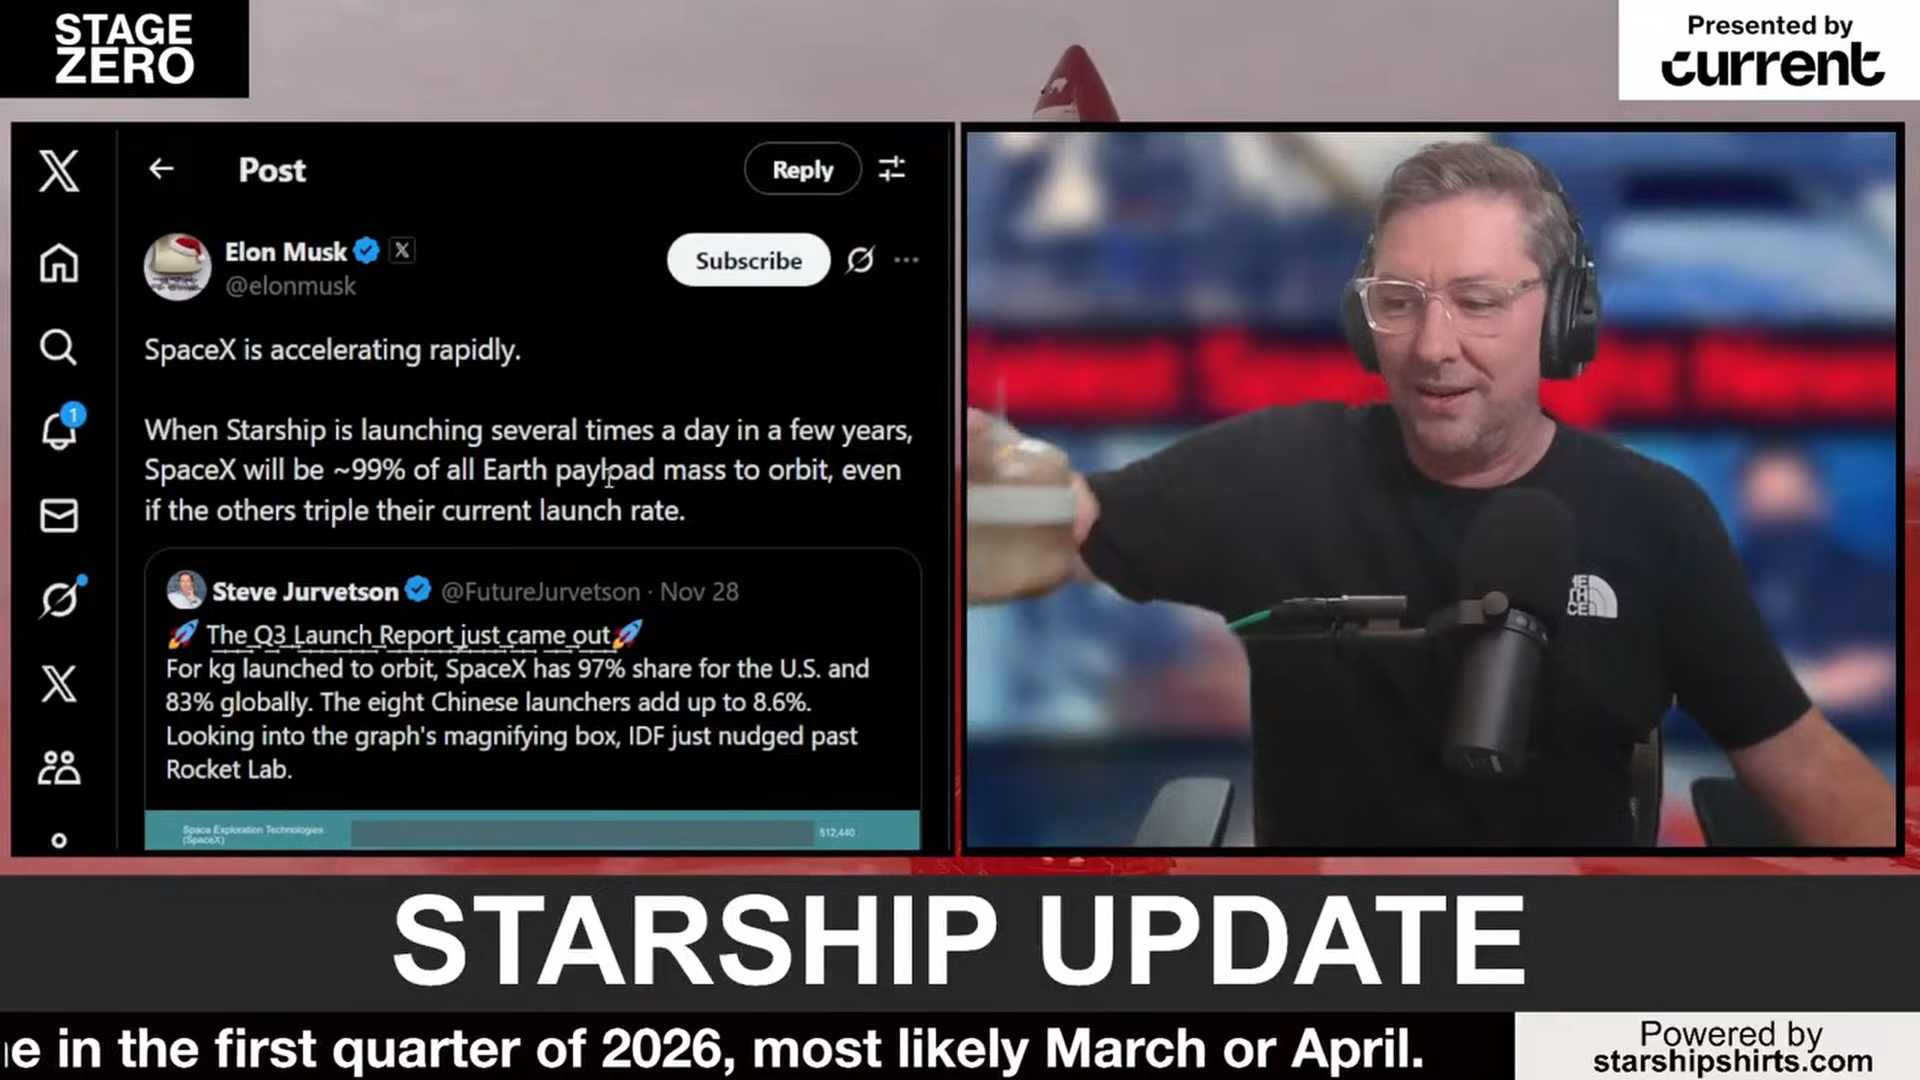 STAGE
ZERO
Presented by
current
Post
Reply
Elon Musk
@elonmusk
Subscribe
1
SpaceX is accelerating rapidly.
When Starship is launching several times a day in a few years,
SpaceX will be ~99% of all Earth payload mass to orbit, even
if the others triple their current launch rate.
Steve Jurvetson @FutureJurvetson · Nov 28
🚀 The Q3 Launch Report just came out🚀
For kg launched to orbit, SpaceX has 97% share for the U.S. and
83% globally. The eight Chinese launchers add up to 8.6%.
Looking into the graph's magnifying box, IDF just nudged past
Rocket Lab.
Space Exploration Technologies
(SpaceX)
512,440
STARSHIP UPDATE
e in the first quarter of 2026, most likely March or April.
Powered by
starshipshirts.com